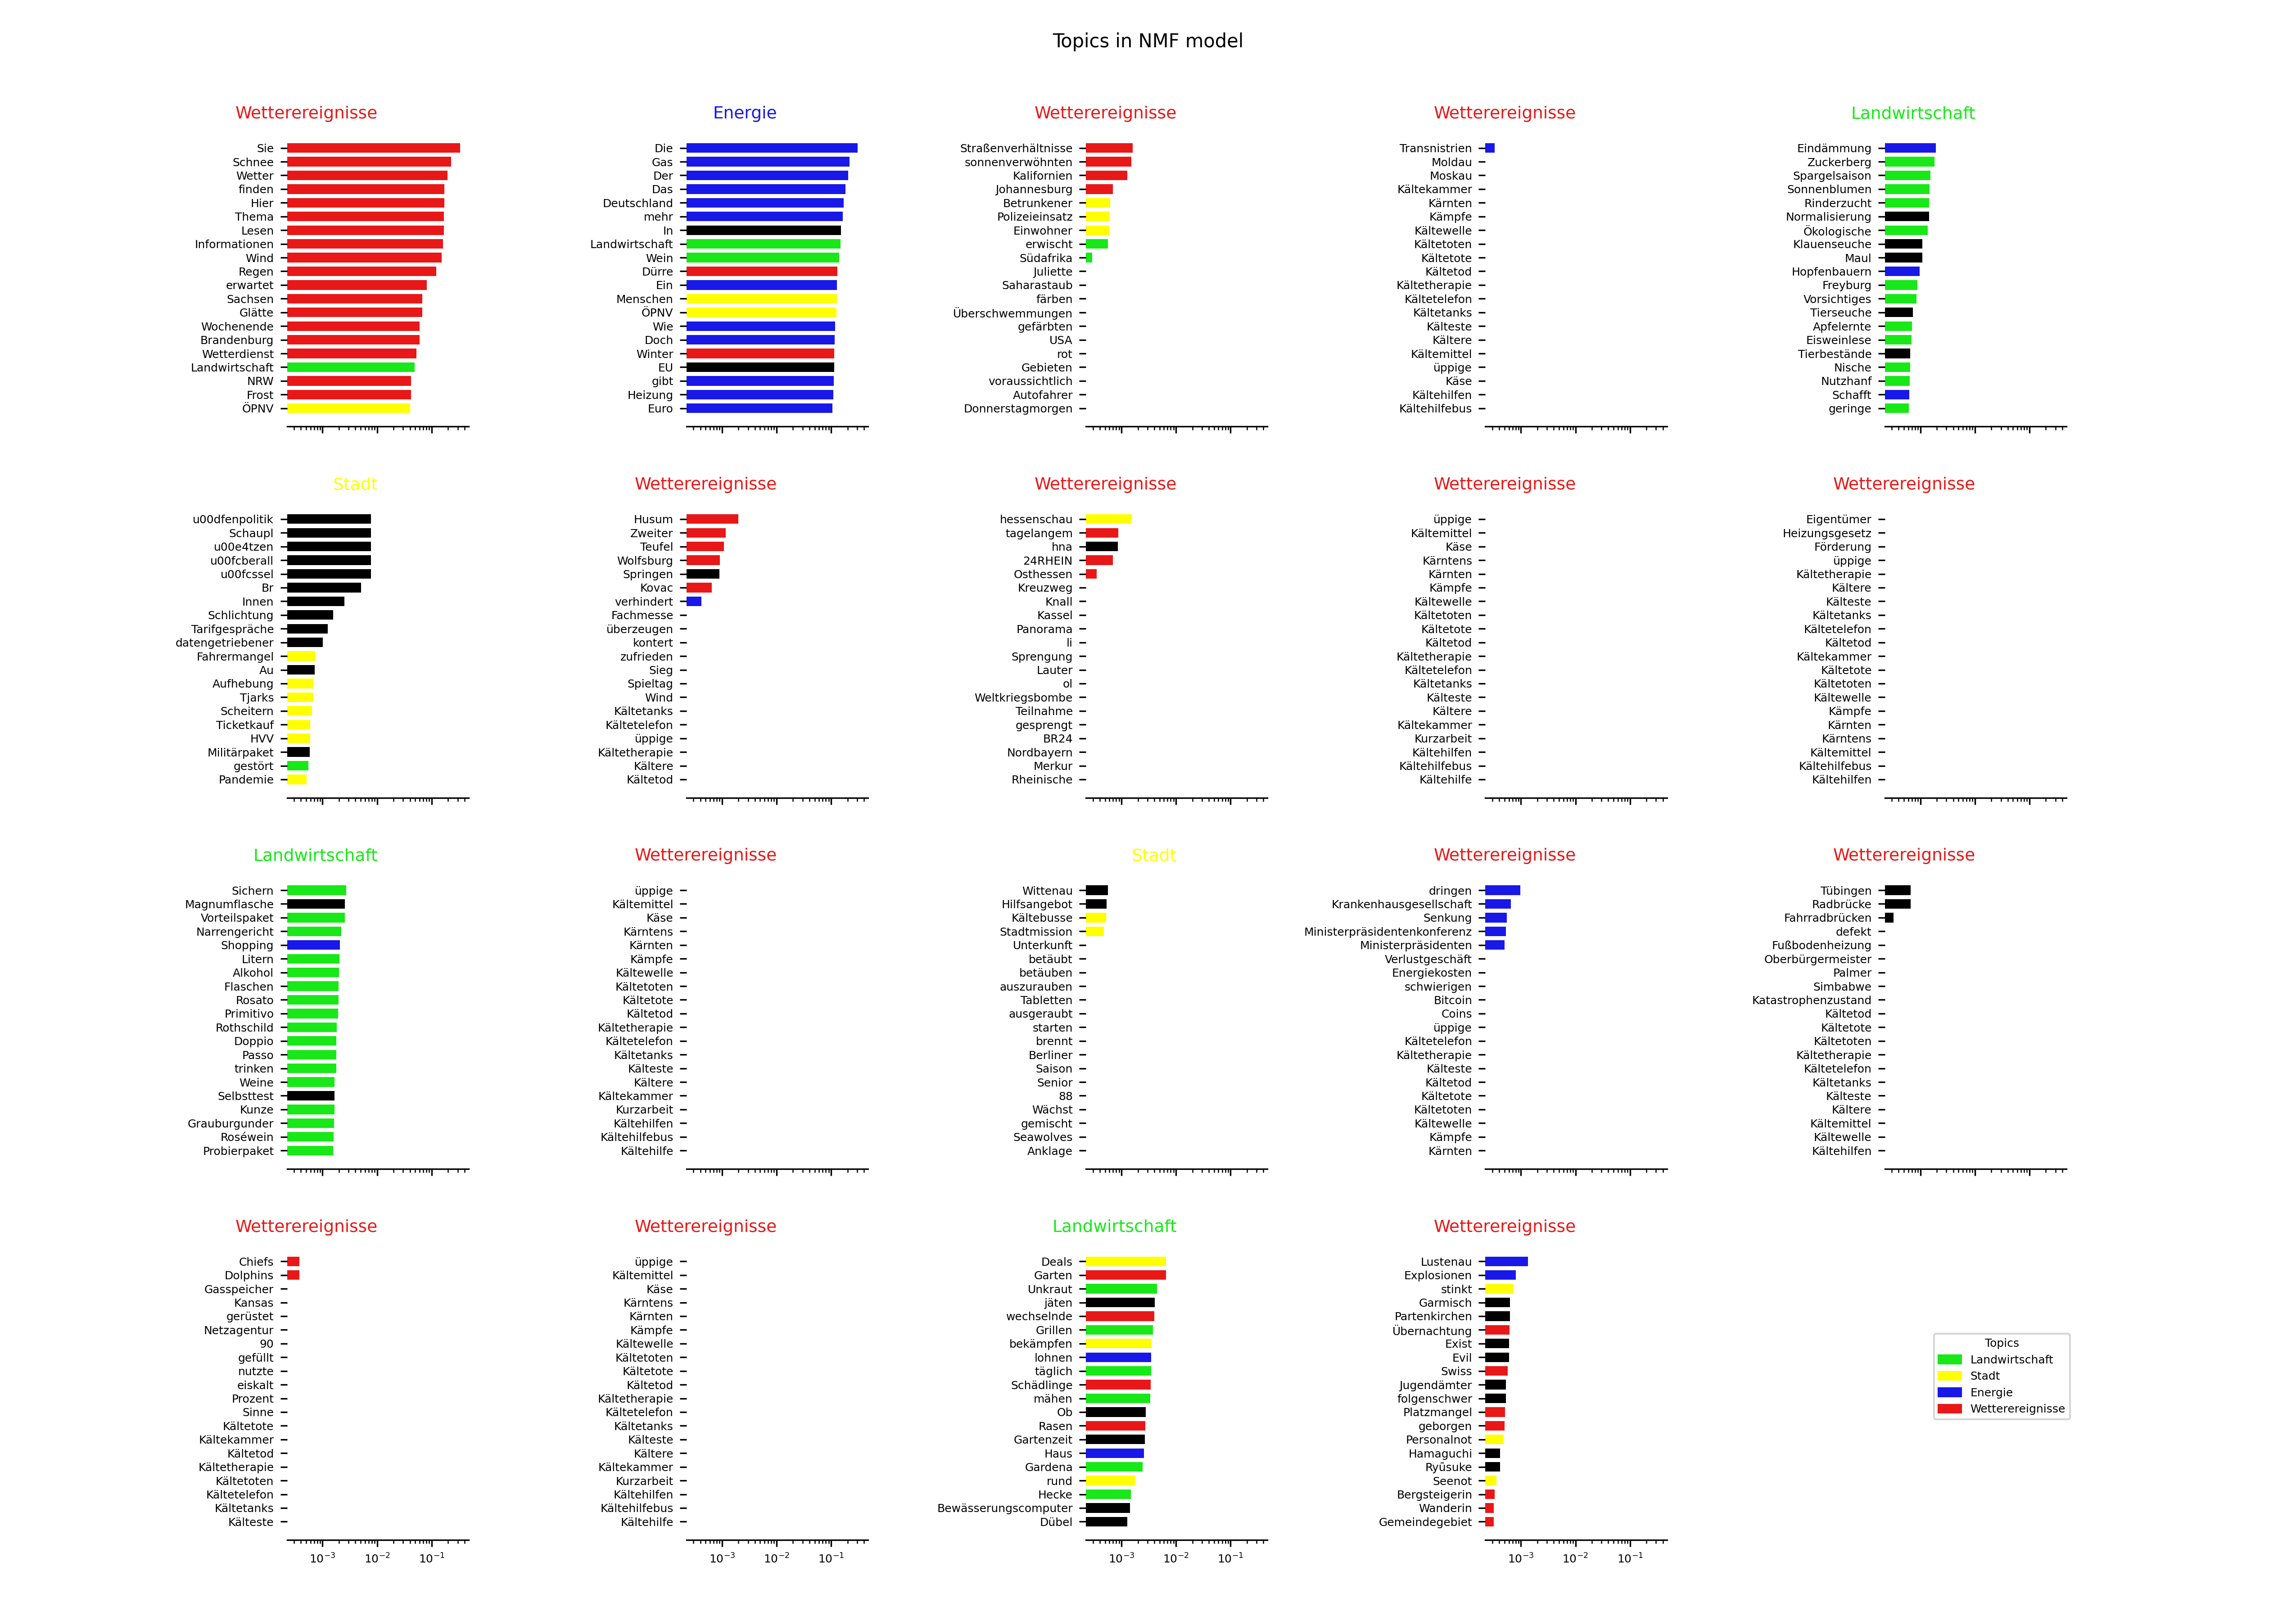 Topics in NMF model
Wetterereignisse
Sie
Schnee
Wetter
finden
Hier
Thema
Lesen
Informationen
Wind
Regen
erwartet
Sachsen
Glätte
Wochenende
Brandenburg
Wetterdienst
Landwirtschaft
NRW
Frost
ÖPNV
Energie
Die
Gas
Der
Das
Deutschland
mehr
In
Landwirtschaft
Wein
Dürre
Ein
Menschen
ÖPNV
Wie
Doch
Winter
EU
gibt
Heizung
Euro
Wetterereignisse
Straßenverhältnisse
sonnenverwöhnten
Kalifornien
Johannesburg
Betrunkener
Polizeieinsatz
Einwohner
erwischt
Südafrika
Juliette
Saharastaub
färben
Überschwemmungen
gefärbten
USA
rot
Gebieten
voraussichtlich
Autofahrer
Donnerstagmorgen
Wetterereignisse
Transnistrien
Moldau
Moskau
Kältekammer
Kärnten
Kämpfe
Kältewelle
Kältetoten
Kältetote
Kältetod
Kältetherapie
Kältetelefon
Kältetanks
Kälteste
Kältere
Kältemittel
üppige
Käse
Kältehilfen
Kältehilfebus
Landwirtschaft
Eindämmung
Zuckerberg
Spargelsaison
Sonnenblumen
Rinderzucht
Normalisierung
Ökologische
Klauenseuche
Maul
Hopfenbauern
Freyburg
Vorsichtiges
Tierseuche
Apfelernte
Eisweinlese
Tierbestände
Nische
Nutzhanf
Schafft
geringe
Stadt
u00dfenpolitik
Schaupl
u00e4tzen
u00fcberall
u00fcssel
Br
Innen
Schlichtung
Tarifgespräche
datengetriebener
Fahrermangel
Au
Aufhebung
Tjarks
Scheitern
Ticketkauf
HVV
Militärpaket
gestört
Pandemie
Wetterereignisse
Husum
Zweiter
Teufel
Wolfsburg
Springen
Kovac
verhindert
Fachmesse
überzeugen
kontert
zufrieden
Sieg
Spieltag
Wind
Kältetanks
Kältetelefon
üppige
Kältetherapie
Kältere
Kältetod
Wetterereignisse
hessenschau
tagelangem
hna
24RHEIN
Osthessen
Kreuzweg
Knall
Kassel
Panorama
li
Sprengung
Lauter
ol
Weltkriegsbombe
Teilnahme
gesprengt
BR24
Nordbayern
Merkur
Rheinische
Wetterereignisse
üppige
Kältemittel
Käse
Kärntens
Kärnten
Kämpfe
Kältewelle
Kältetoten
Kältetote
Kältetod
Kältetherapie
Kältetelefon
Kältetanks
Kälteste
Kältere
Kältekammer
Kurzarbeit
Kältehilfen
Kältehilfebus
Kältehilfe
Wetterereignisse
Eigentümer
Heizungsgesetz
Förderung
üppige
Kältetherapie
Kältere
Kälteste
Kältetanks
Kältetelefon
Kältetod
Kältekammer
Kältetote
Kältetoten
Kältewelle
Kämpfe
Kärnten
Kärntens
Kältemittel
Kältehilfebus
Kältehilfen
Landwirtschaft
Sichern
Magnumflasche
Vorteilspaket
Narrengericht
Shopping
Litern
Alkohol
Flaschen
Rosato
Primitivo
Rothschild
Doppio
Passo
trinken
Weine
Selbsttest
Kunze
Grauburgunder
Roséwein
Probierpaket
Wetterereignisse
üppige
Kältemittel
Käse
Kärntens
Kärnten
Kämpfe
Kältewelle
Kältetoten
Kältetote
Kältetod
Kältetherapie
Kältetelefon
Kältetanks
Kälteste
Kältere
Kältekammer
Kurzarbeit
Kältehilfen
Kältehilfebus
Kältehilfe
Stadt
Wittenau
Hilfsangebot
Kältebusse
Stadtmission
Unterkunft
betäubt
betäuben
auszurauben
Tabletten
ausgeraubt
starten
brennt
Berliner
Saison
Senior
88
Wächst
gemischt
Seawolves
Anklage
Wetterereignisse
dringen
Krankenhausgesellschaft
Senkung
Ministerpräsidentenkonferenz
Ministerpräsidenten
Verlustgeschäft
Energiekosten
schwierigen
Bitcoin
Coins
üppige
Kältetelefon
Kältetherapie
Kälteste
Kältetod
Kältetote
Kältetoten
Kältewelle
Kämpfe
Kärnten
Wetterereignisse
Tübingen
Radbrücke
Fahrradbrücken
defekt
Fußbodenheizung
Oberbürgermeister
Palmer
Simbabwe
Katastrophenzustand
Kältetod
Kältetote
Kältetoten
Kältetherapie
Kältetelefon
Kältetanks
Kälteste
Kältere
Kältemittel
Kältewelle
Kältehilfen
Wetterereignisse
Chiefs
Dolphins
Gasspeicher
Kansas
gerüstet
Netzagentur
90
gefüllt
nutzte
eiskalt
Prozent
Sinne
Kältetote
Kältekammer
Kältetod
Kältetherapie
Kältetoten
Kältetelefon
Kältetanks
Kälteste
10⁻³ 10⁻² 10⁻¹
Wetterereignisse
üppige
Kältemittel
Käse
Kärntens
Kärnten
Kämpfe
Kältewelle
Kältetoten
Kältetote
Kältetod
Kältetherapie
Kältetelefon
Kältetanks
Kälteste
Kältere
Kältekammer
Kurzarbeit
Kältehilfen
Kältehilfebus
Kältehilfe
10⁻³ 10⁻² 10⁻¹
Landwirtschaft
Deals
Garten
Unkraut
jäten
wechselnde
Grillen
bekämpfen
lohnen
täglich
Schädlinge
mähen
Ob
Rasen
Gartenzeit
Haus
Gardena
rund
Hecke
Bewässerungscomputer
Dübel
10⁻³ 10⁻² 10⁻¹
Wetterereignisse
Lustenau
Explosionen
stinkt
Garmisch
Partenkirchen
Übernachtung
Exist
Evil
Swiss
Jugendämter
folgenschwer
Platzmangel
geborgen
Personalnot
Hamaguchi
Ryūsuke
Seenot
Bergsteigerin
Wanderin
Gemeindegebiet
10⁻³ 10⁻² 10⁻¹
Topics
Landwirtschaft
Stadt
Energie
Wetterereignisse